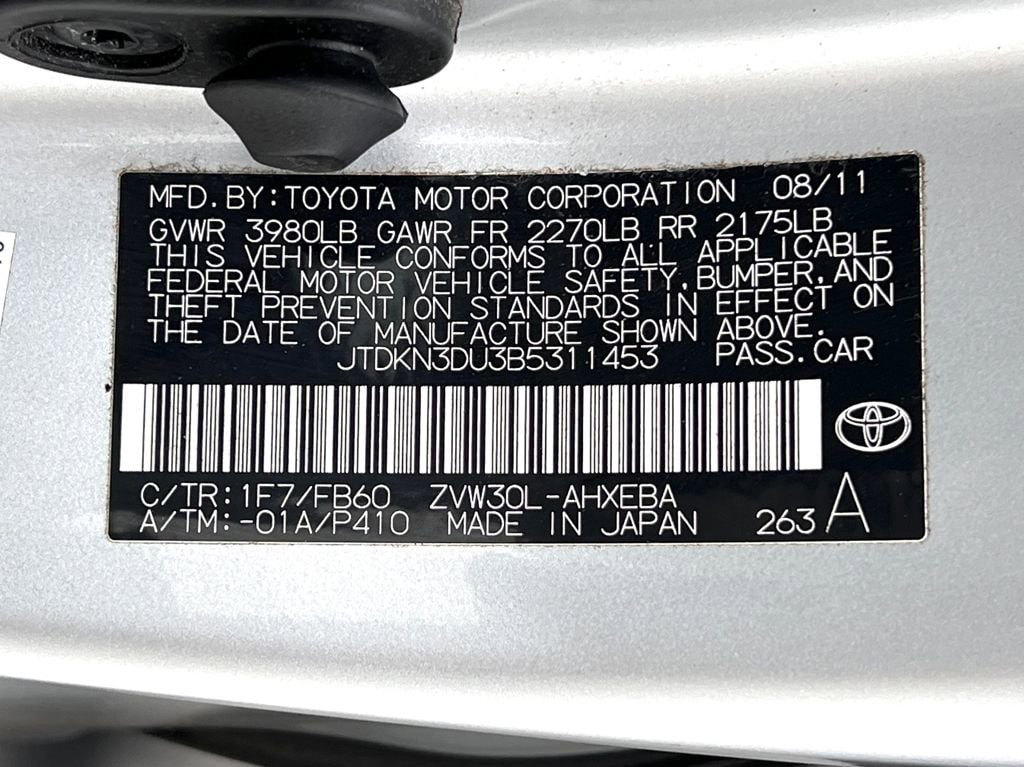 MFD. BY: TOYOTA MOTOR CORPORATION 08/11
GVWR 3980LB GAWR FR 2270LB RR 2175LB
THIS VEHICLE CONFORMS TO ALL APPLICABLE
FEDERAL MOTOR VEHICLE SAFETY, BUMPER, AND
THEFT PREVENTION STANDARDS IN EFFECT ON
THE DATE OF MANUFACTURE SHOWN ABOVE.
JTDKN3DU3B5311453 PASS. CAR
C/TR: 1F7/FB60 ZVW30L-AHXEBA
A/TM: -01A/P410 MADE IN JAPAN 263 A